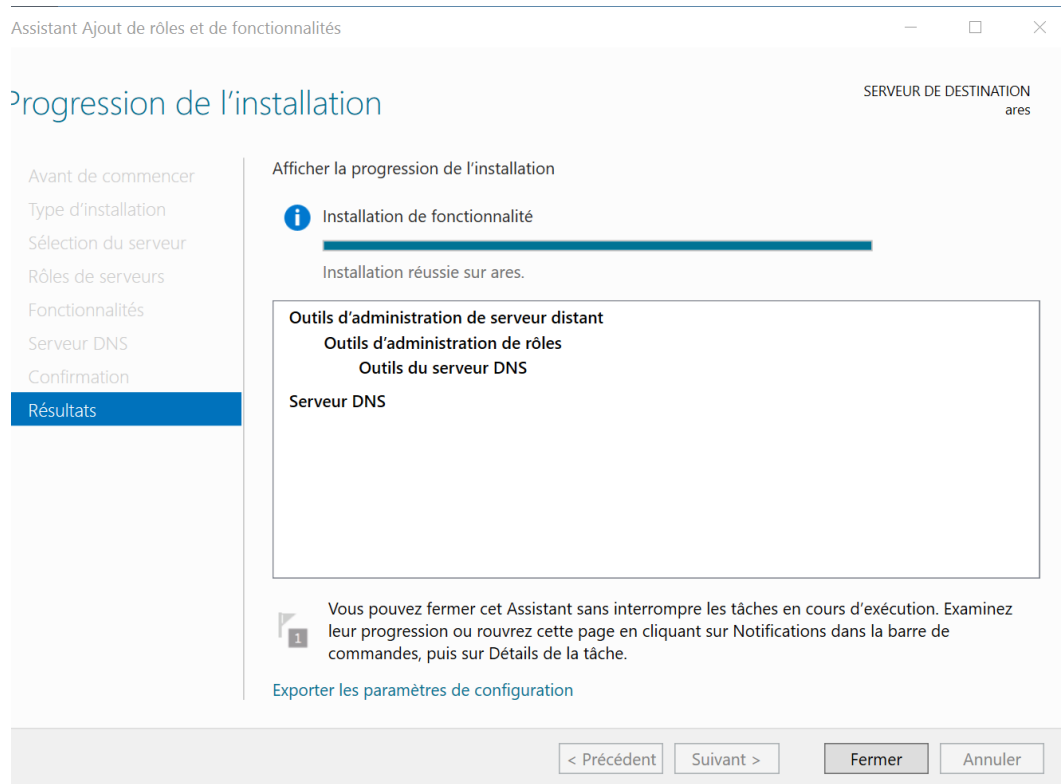 Assistant Ajout de rôles et de fonctionnalités
Progression de l'installation
SERVEUR DE DESTINATION
ares
Avant de commencer
Type d'installation
Sélection du serveur
Rôles de serveurs
Fonctionnalités
Serveur DNS
Confirmation
Résultats
Afficher la progression de l'installation
Installation de fonctionnalité
Installation réussie sur ares.
Outils d'administration de serveur distant
Outils d'administration de rôles
Outils du serveur DNS
Serveur DNS
1
Vous pouvez fermer cet Assistant sans interrompre les tâches en cours d'exécution. Examinez
leur progression ou rouvrez cette page en cliquant sur Notifications dans la barre de
commandes, puis sur Détails de la tâche.
Exporter les paramètres de configuration
< Précédent
Suivant >
Fermer
Annuler